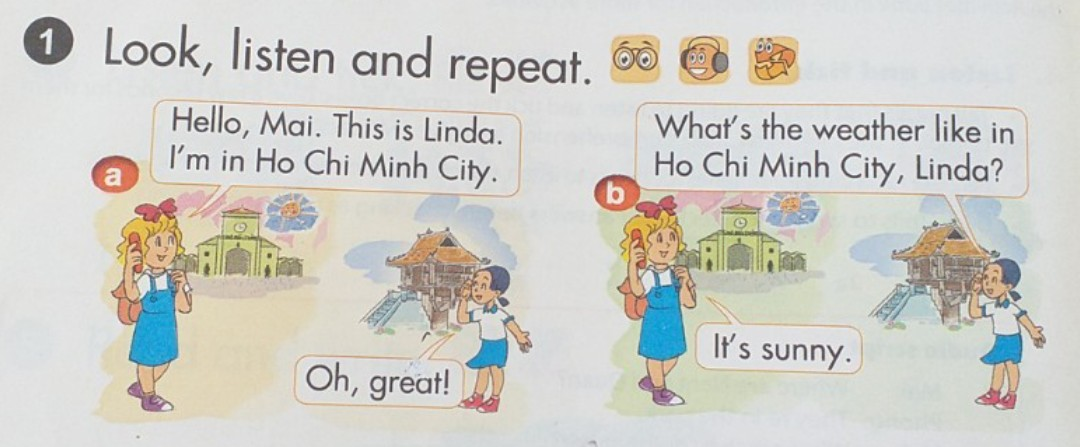 1 Look, listen and repeat.
a
Hello, Mai. This is Linda.
I'm in Ho Chi Minh City.
Oh, great!
b
What's the weather like in
Ho Chi Minh City, Linda?
It's sunny.